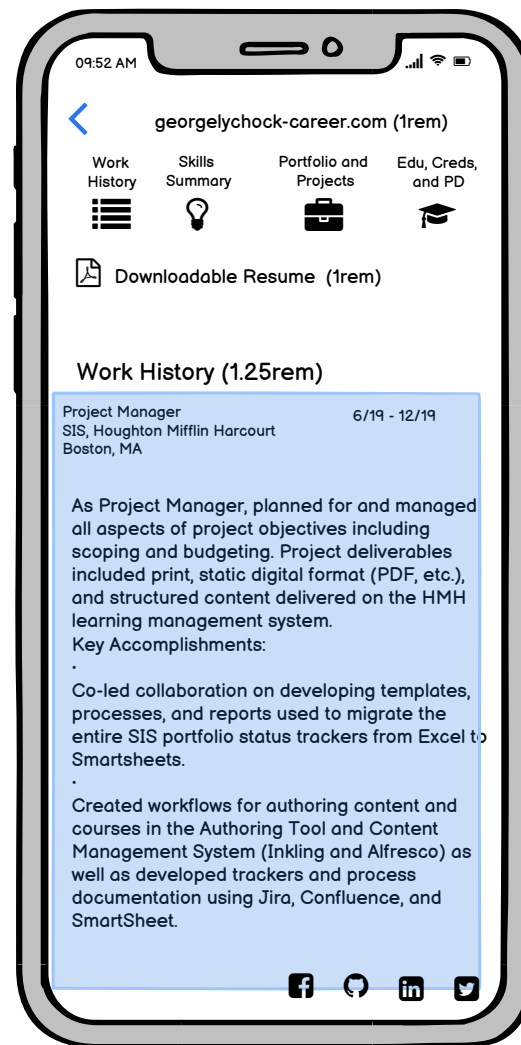 09:52 AM
georgelychock-career.com (1rem)
Work History
Skills Summary
Portfolio and Projects
Edu, Creds, and PD
Downloadable Resume (1rem)
Work History (1.25rem)
Project Manager
6/19 - 12/19
SIS, Houghton Mifflin Harcourt
Boston, MA
As Project Manager, planned for and managed
all aspects of project objectives including
scoping and budgeting. Project deliverables
included print, static digital format (PDF, etc.),
and structured content delivered on the HMH
learning management system.
Key Accomplishments:
·
Co-led collaboration on developing templates,
processes, and reports used to migrate the
entire SIS portfolio status trackers from Excel to
Smartsheets.
·
Created workflows for authoring content and
courses in the Authoring Tool and Content
Management System (Inkling and Alfresco) as
well as developed trackers and process
documentation using Jira, Confluence, and
SmartSheet.